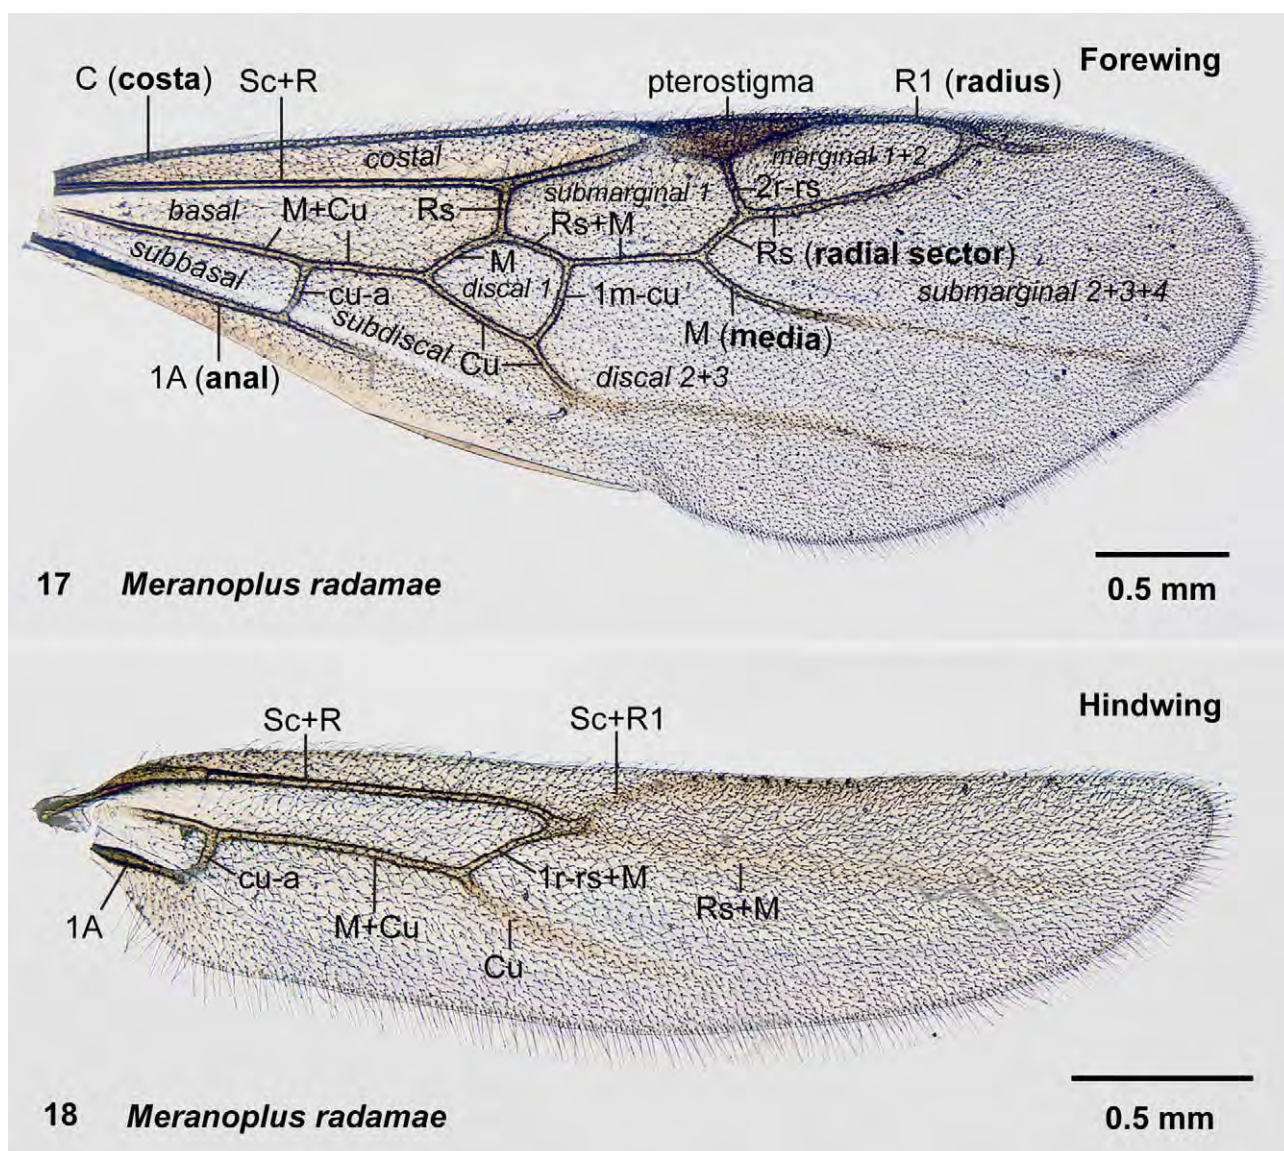 Forewing
C (costa) Sc+R pterostigma R1 (radius)
costal
marginal 1+2
submarginal 1
2r-rs
basal M+Cu Rs
Rs+M
subbasal
M
Rs (radial sector)
discal 1
submarginal 2+3+4
cu-a
1m-cu
subdiscal
M (media)
Cu
1A (anal)
discal 2+3
0.5 mm
17 Meranoplus radamae
Hindwing
Sc+R Sc+R1
cu-a
1r-rs+M
Rs+M
1A
M+Cu
Cu
0.5 mm
18 Meranoplus radamae